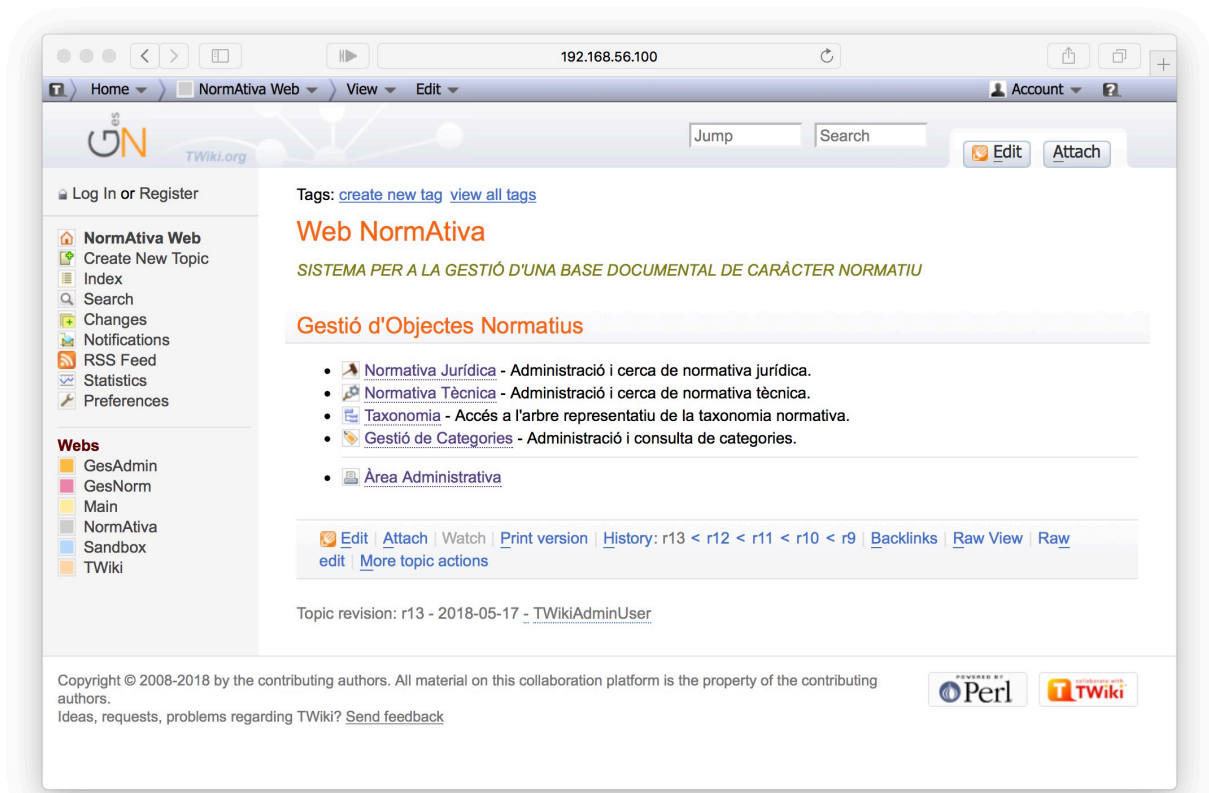 192.168.56.100
Home NormAtiva Web View Edit Account
es
GN TWiki.org Jump Search Edit Attach
Log In or Register
NormAtiva Web
Create New Topic
Index
Search
Changes
Notifications
RSS Feed
Statistics
Preferences
Webs
GesAdmin
GesNorm
Main
NormAtiva
Sandbox
TWiki
Tags: create new tag view all tags
Web NormAtiva
SISTEMA PER A LA GESTIÓ D'UNA BASE DOCUMENTAL DE CARÀCTER NORMATIU
Gestió d'Objectes Normatius
• Normativa Jurídica - Administració i cerca de normativa jurídica.
• Normativa Tècnica - Administració i cerca de normativa tècnica.
• Taxonomia - Accés a l'arbre representatiu de la taxonomia normativa.
• Gestió de Categories - Administració i consulta de categories.
• Àrea Administrativa
Edit | Attach | Watch | Print version | History: r13 < r12 < r11 < r10 < r9 | Backlinks | Raw View | Raw
edit | More topic actions
Topic revision: r13 - 2018-05-17 - TWikiAdminUser
Copyright © 2008-2018 by the contributing authors. All material on this collaboration platform is the property of the contributing
authors.
Ideas, requests, problems regarding TWiki? Send feedback
POWERED BY
Perl
collaborate with
TWiki